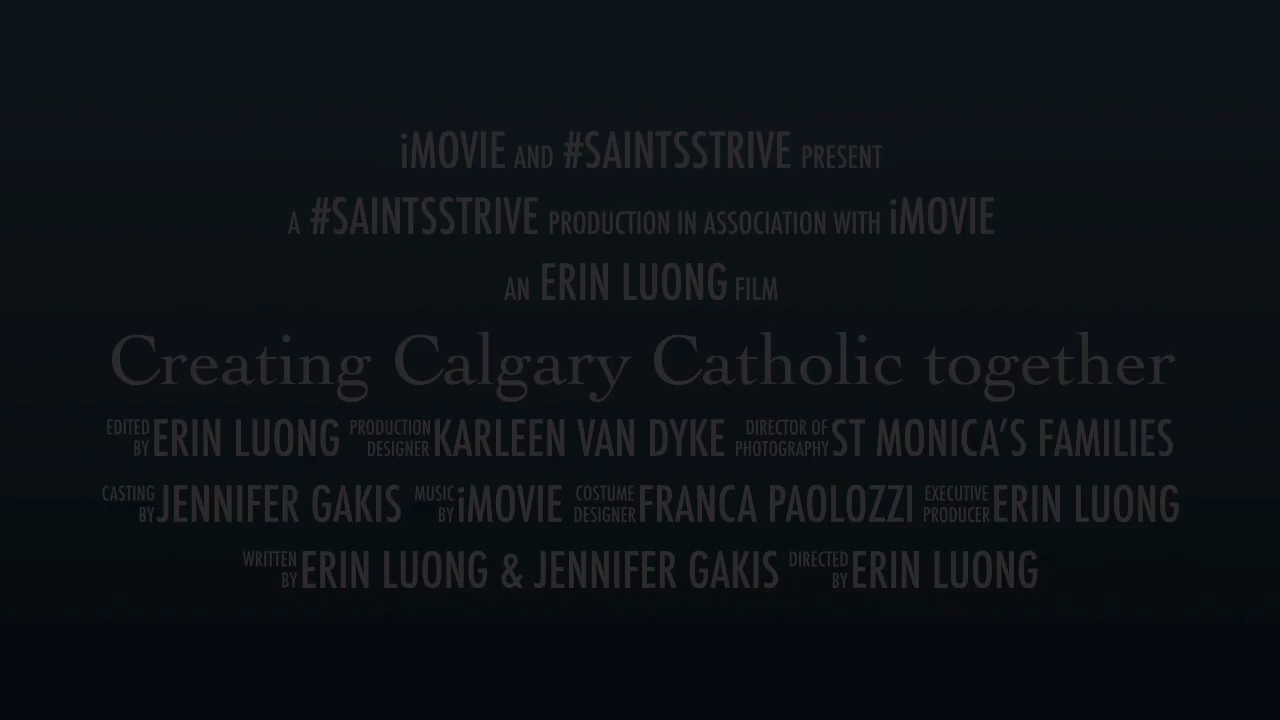 iMOVIE AND #SAINTSSTRIVE PRESENT
A #SAINTSSTRIVE PRODUCTION IN ASSOCIATION WITH iMOVIE
AN ERIN LUONG FILM
Creating Calgary Catholic together
EDITED BY ERIN LUONG PRODUCTION DESIGNER KARLEEN VAN DYKE DIRECTOR OF PHOTOGRAPHY ST MONICA’S FAMILIES
CASTING BY JENNIFER GAKIS MUSIC BY iMOVIE COSTUME DESIGNER FRANCA PAOLOZZI EXECUTIVE PRODUCER ERIN LUONG
WRITTEN BY ERIN LUONG & JENNIFER GAKIS DIRECTED BY ERIN LUONG